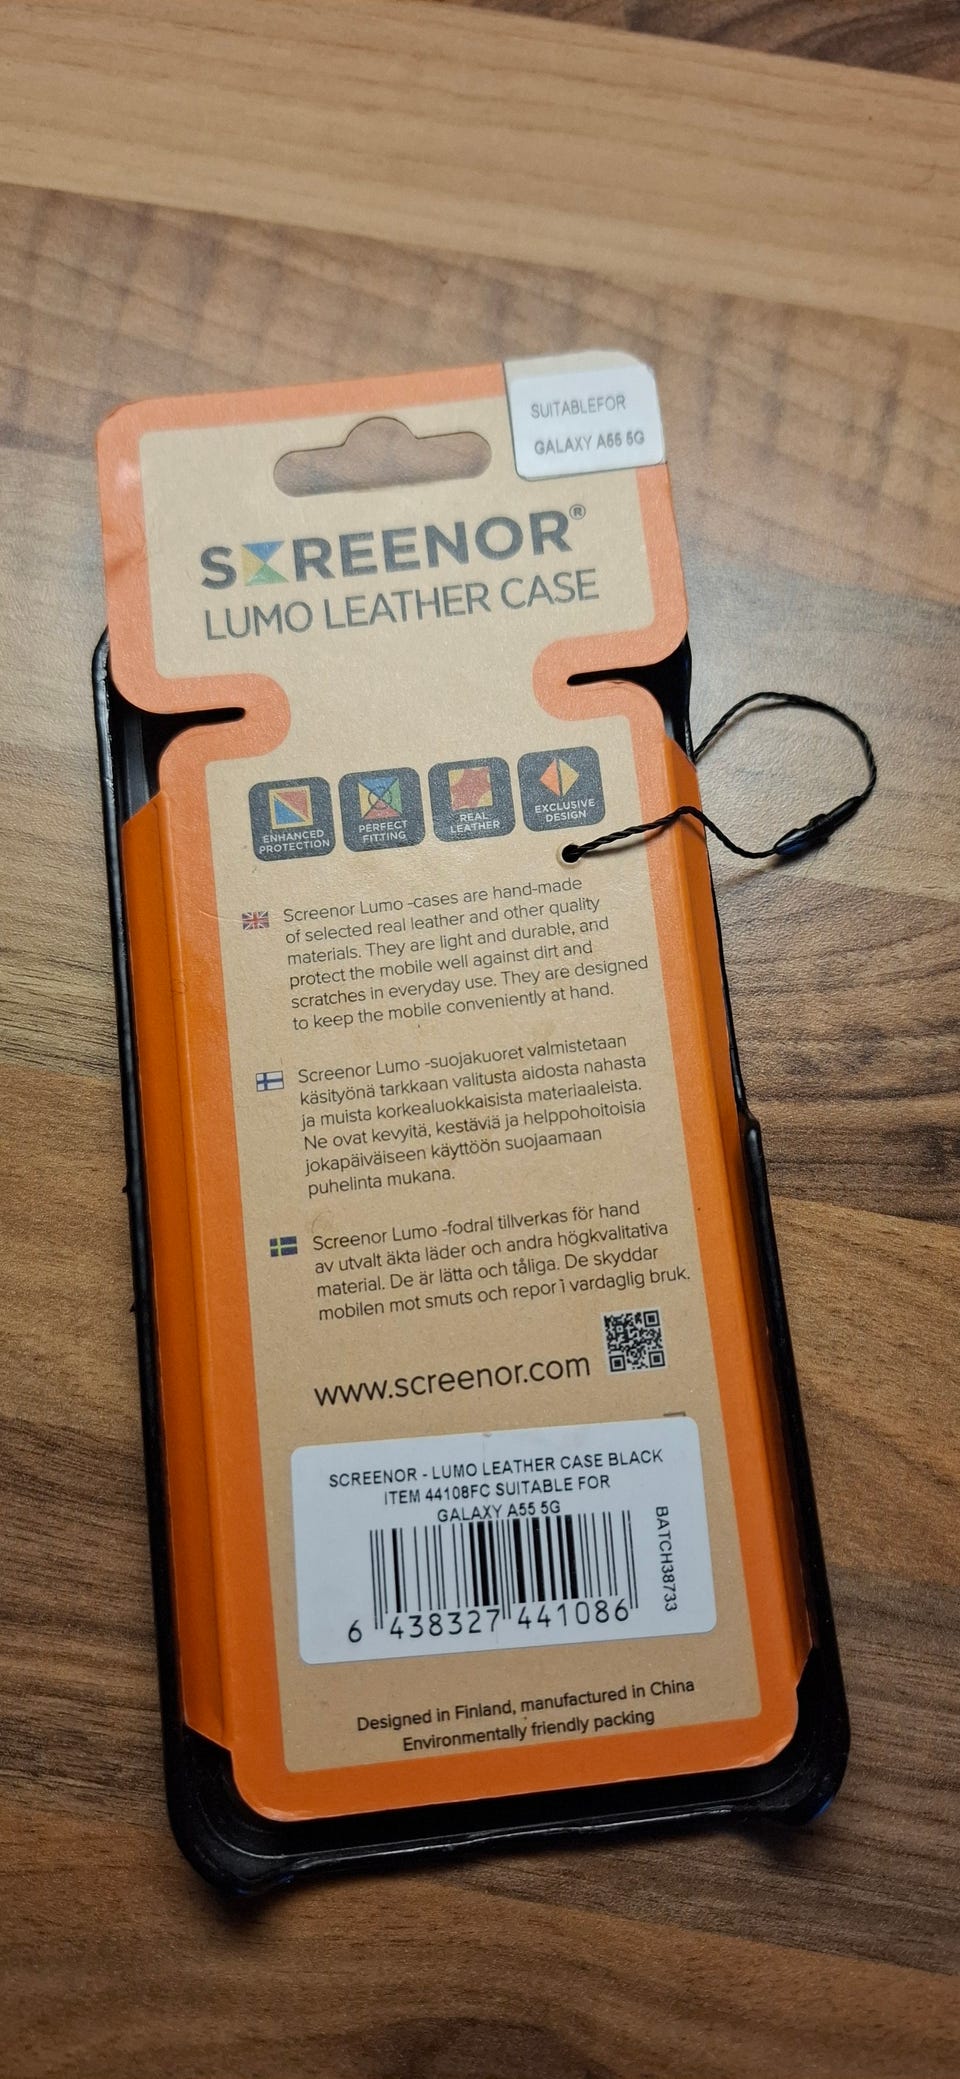 SUITABLEFOR
GALAXY A55 5G
SCREENOR®
LUMO LEATHER CASE
ENHANCED PROTECTION
PERFECT FITTING
REAL LEATHER
EXCLUSIVE DESIGN
Screenor Lumo -cases are hand-made
of selected real leather and other quality
materials. They are light and durable, and
protect the mobile well against dirt and
scratches in everyday use. They are designed
to keep the mobile conveniently at hand.
Screenor Lumo -suojakuoret valmistetaan
käsityönä tarkkaan valitusta aidosta nahasta
ja muista korkealuokkaisista materiaaleista.
Ne ovat kevyitä, kestäviä ja helppohoitoisia
jokapäiväiseen käyttöön suojaamaan
puhelinta mukana.
Screenor Lumo -fodral tillverkas för hand
av utvalt äkta läder och andra högkvalitativa
material. De är lätta och tåliga. De skyddar
mobilen mot smuts och repor i vardaglig bruk.
www.screenor.com
SCREENOR - LUMO LEATHER CASE BLACK
ITEM 44108FC SUITABLE FOR
GALAXY A55 5G
BATCH38733
6 438327 441086
Designed in Finland, manufactured in China
Environmentally friendly packing